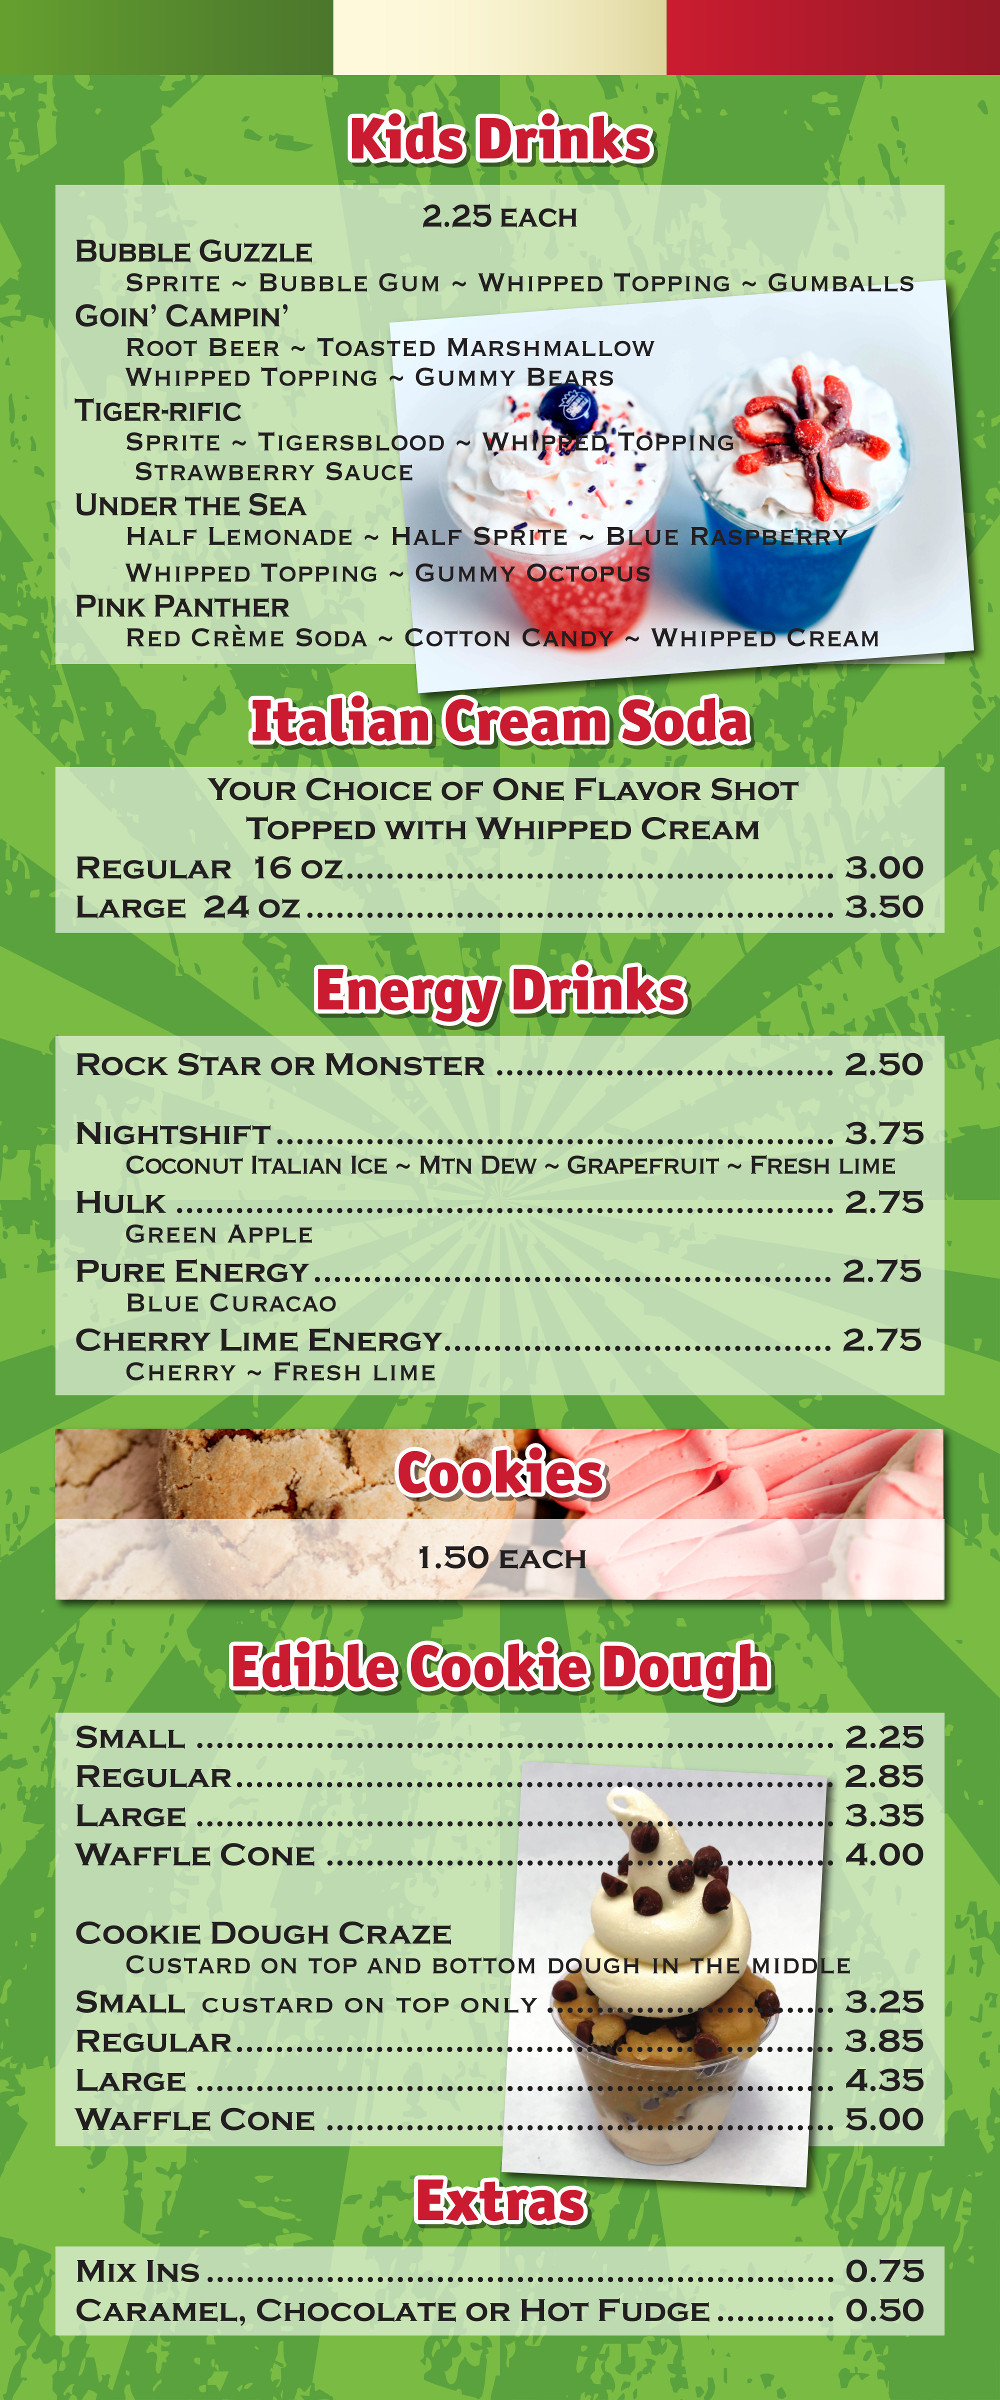 Kids Drinks
2.25 EACH
BUBBLE GUZZLE
SPRITE ~ BUBBLE GUM ~ WHIPPED TOPPING ~ GUMBALLS
GOIN' CAMPIN'
ROOT BEER ~ TOASTED MARSHMALLOW
WHIPPED TOPPING ~ GUMMY BEARS
TIGER-RIFIC
SPRITE ~ TIGERSBLOOD ~ WHIPPED TOPPING
STRAWBERRY SAUCE
UNDER THE SEA
HALF LEMONADE ~ HALF SPRITE ~ BLUE RASPBERRY
WHIPPED TOPPING ~ GUMMY OCTOPUS
PINK PANTHER
RED CRÈME SODA ~ COTTON CANDY ~ WHIPPED CREAM
Italian Cream Soda
YOUR CHOICE OF ONE FLAVOR SHOT
TOPPED WITH WHIPPED CREAM
REGULAR 16 OZ................................................. 3.00
LARGE 24 OZ..................................................... 3.50
Energy Drinks
ROCK STAR OR MONSTER .................................. 2.50
NIGHTSHIFT........................................................ 3.75
COCONUT ITALIAN ICE ~ MTN DEW ~ GRAPEFRUIT ~ FRESH LIME
HULK .................................................................. 2.75
GREEN APPLE
PURE ENERGY.................................................... 2.75
BLUE CURACAO
CHERRY LIME ENERGY....................................... 2.75
CHERRY ~ FRESH LIME
Cookies
1.50 EACH
Edible Cookie Dough
SMALL ................................................................ 2.25
REGULAR............................................................ 2.85
LARGE ................................................................ 3.35
WAFFLE CONE ................................................... 4.00
COOKIE DOUGH CRAZE
CUSTARD ON TOP AND BOTTOM DOUGH IN THE MIDDLE
SMALL CUSTARD ON TOP ONLY ............................. 3.25
REGULAR............................................................ 3.85
LARGE ................................................................ 4.35
WAFFLE CONE ................................................... 5.00
Extras
MIX INS............................................................... 0.75
CARAMEL, CHOCOLATE OR HOT FUDGE............ 0.50